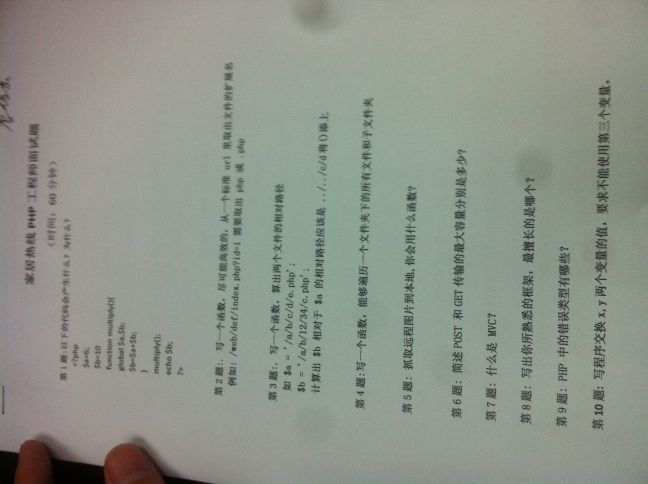 家居热线 PHP 工程师面试题
（时间：60 分钟）
第 1 题:以下的代码会产生什么？为什么？
<?php
$a=6;
$b=10
function multiply(){
global $a,$b;
$b=$a*$b;
}
multiply();
echo $b;
?>
第 2 题:. 写一个函数，尽可能高效的，从一个标准 url 里取出文件的扩展名
例如: /web/def/index.php?id=1 需要取出 php 或 .php
第 3 题:. 写一个函数，算出两个文件的相对路径
如 $a = '/a/b/c/d/e.php';
$b = '/a/b/12/34/c.php';
计算出 $b 相对于 $a 的相对路径应该是 ../../c/d 将()添上
第 4 题:写一个函数，能够遍历一个文件夹下的所有文件和子文件夹
第 5 题: 抓取远程图片到本地,你会用什么函数?
第 6 题: 简述 POST 和 GET 传输的最大容量分别是多少?
第 7 题: 什么是 MVC?
第 8 题: 写出你所熟悉的框架, 最擅长的是哪个?
第 9 题: PHP 中的错误类型有哪些?
第 10 题: 写程序交换 x, y 两个变量的值, 要求不能使用第三个变量。